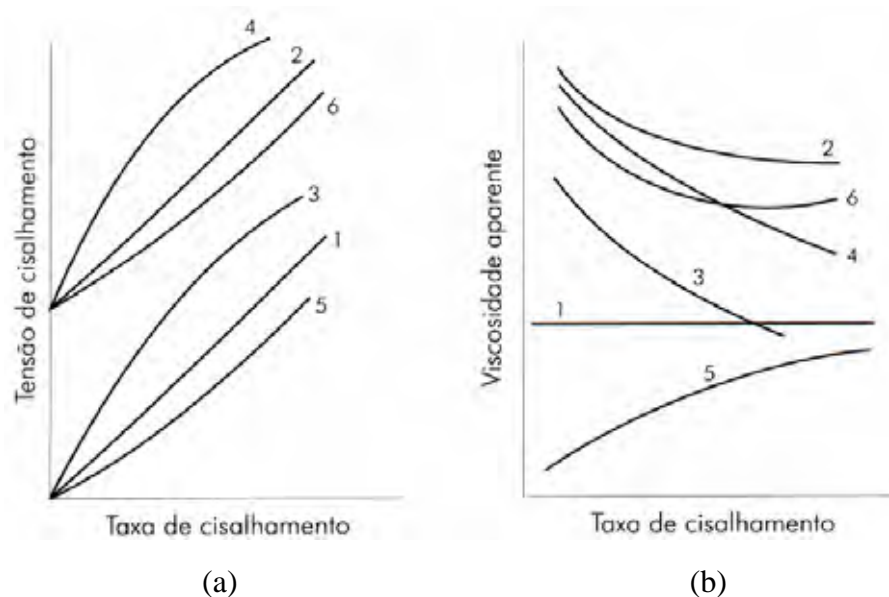 4
2
6
3
1
5
Tensão de cisalhamento
Taxa de cisalhamento
(a)
2
6
4
3
1
5
Viscosidade aparente
Taxa de cisalhamento
(b)